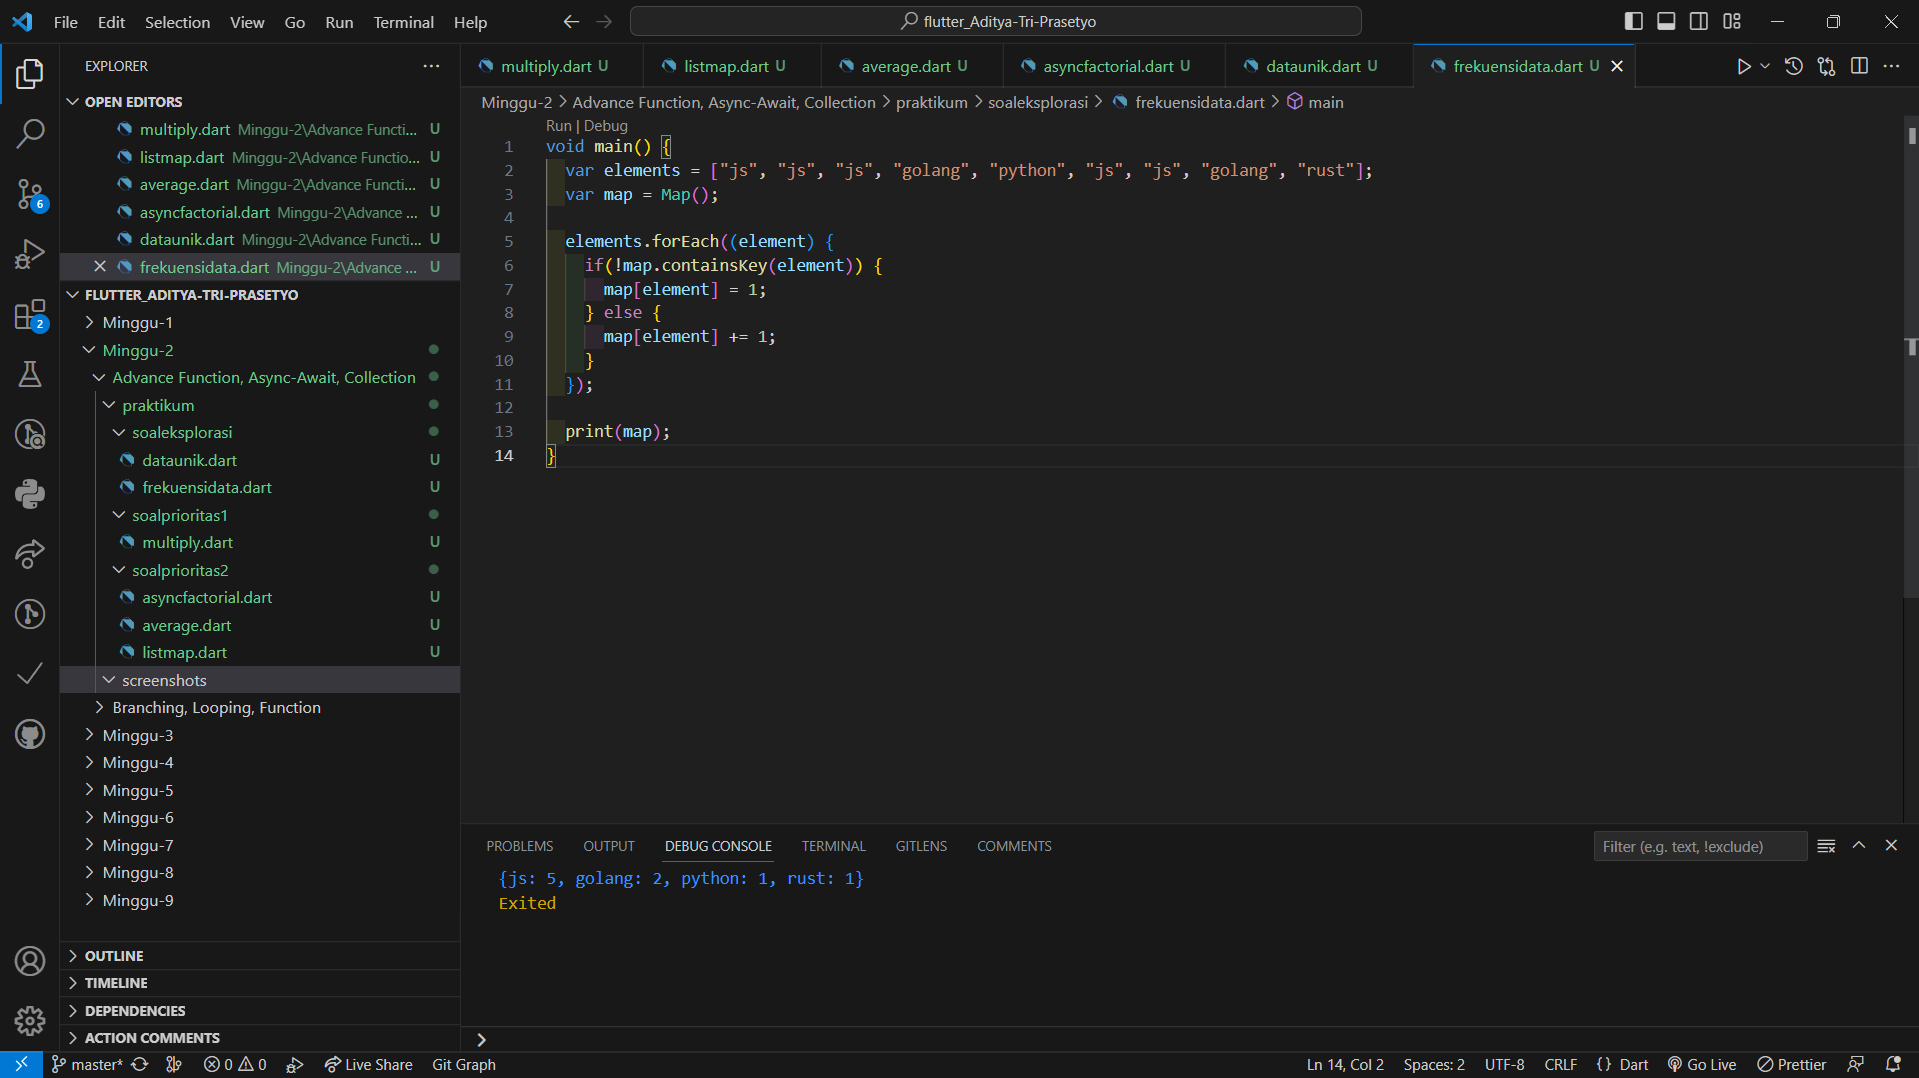 File Edit Selection View Go Run Terminal Help
flutter_Aditya-Tri-Prasetyo
EXPLORER
OPEN EDITORS
multiply.dart Minggu-2\Advance Functi... U
listmap.dart Minggu-2\Advance Functio... U
average.dart Minggu-2\Advance Functi... U
asyncfactorial.dart Minggu-2\Advance ... U
dataunik.dart Minggu-2\Advance Functi... U
frekuensidata.dart Minggu-2\Advance ... U
FLUTTER_ADITYA-TRI-PRASETYO
Minggu-1
Minggu-2
Advance Function, Async-Await, Collection
praktikum
soaleksplorasi
dataunik.dart U
frekuensidata.dart U
soalprioritas1
multiply.dart U
soalprioritas2
asyncfactorial.dart U
average.dart U
listmap.dart U
screenshots
Branching, Looping, Function
Minggu-3
Minggu-4
Minggu-5
Minggu-6
Minggu-7
Minggu-8
Minggu-9
OUTLINE
TIMELINE
DEPENDENCIES
ACTION COMMENTS
6
2
multiply.dart U listmap.dart U average.dart U asyncfactorial.dart U dataunik.dart U frekuensidata.dart U
Minggu-2 > Advance Function, Async-Await, Collection > praktikum > soaleksplorasi > frekuensidata.dart > main
Run | Debug
1 void main() {
2 var elements = ["js", "js", "js", "golang", "python", "js", "js", "golang", "rust"];
3 var map = Map();
4
5 elements.forEach((element) {
6 if(!map.containsKey(element)) {
7 map[element] = 1;
8 } else {
9 map[element] += 1;
10 }
11 });
12
13 print(map);
14 }
PROBLEMS OUTPUT DEBUG CONSOLE TERMINAL GITLENS COMMENTS
Filter (e.g. text, !exclude)
{js: 5, golang: 2, python: 1, rust: 1}
Exited
master* 0 0 Live Share Git Graph
Ln 14, Col 2 Spaces: 2 UTF-8 CRLF {} Dart Go Live Prettier